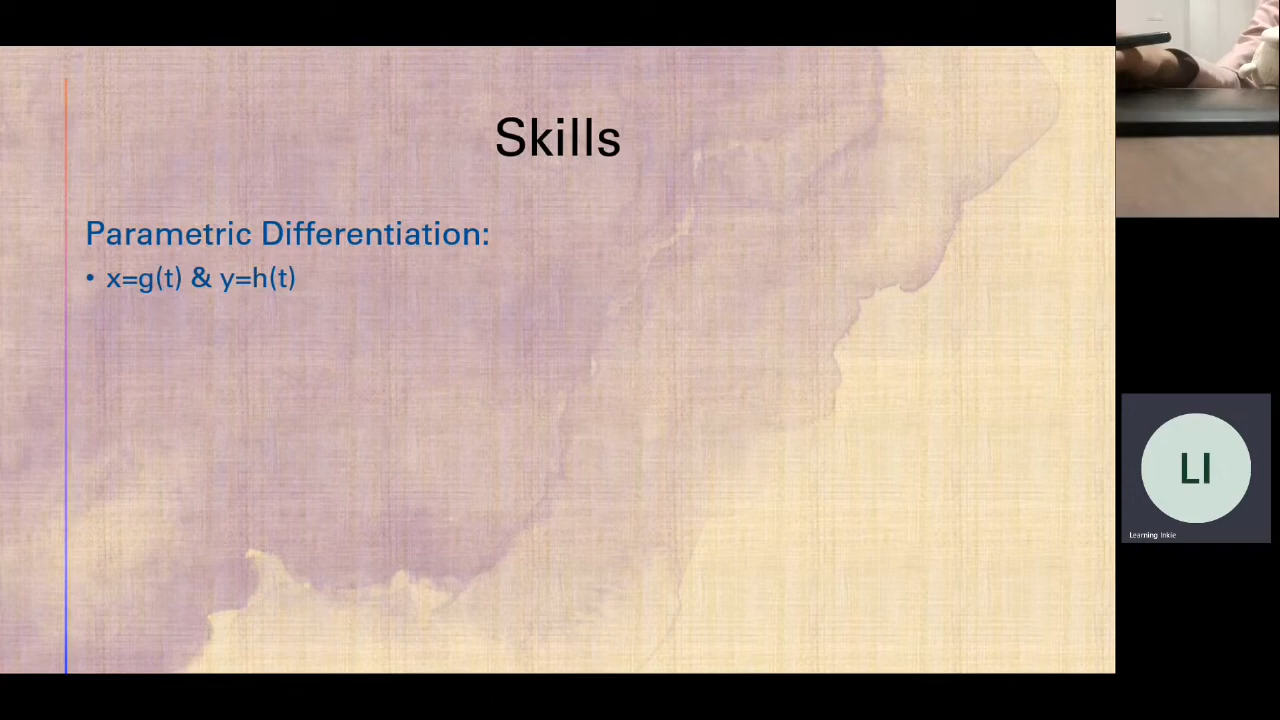 Skills
Parametric Differentiation:
• x=g(t) & y=h(t)
LI
Learning Inkie